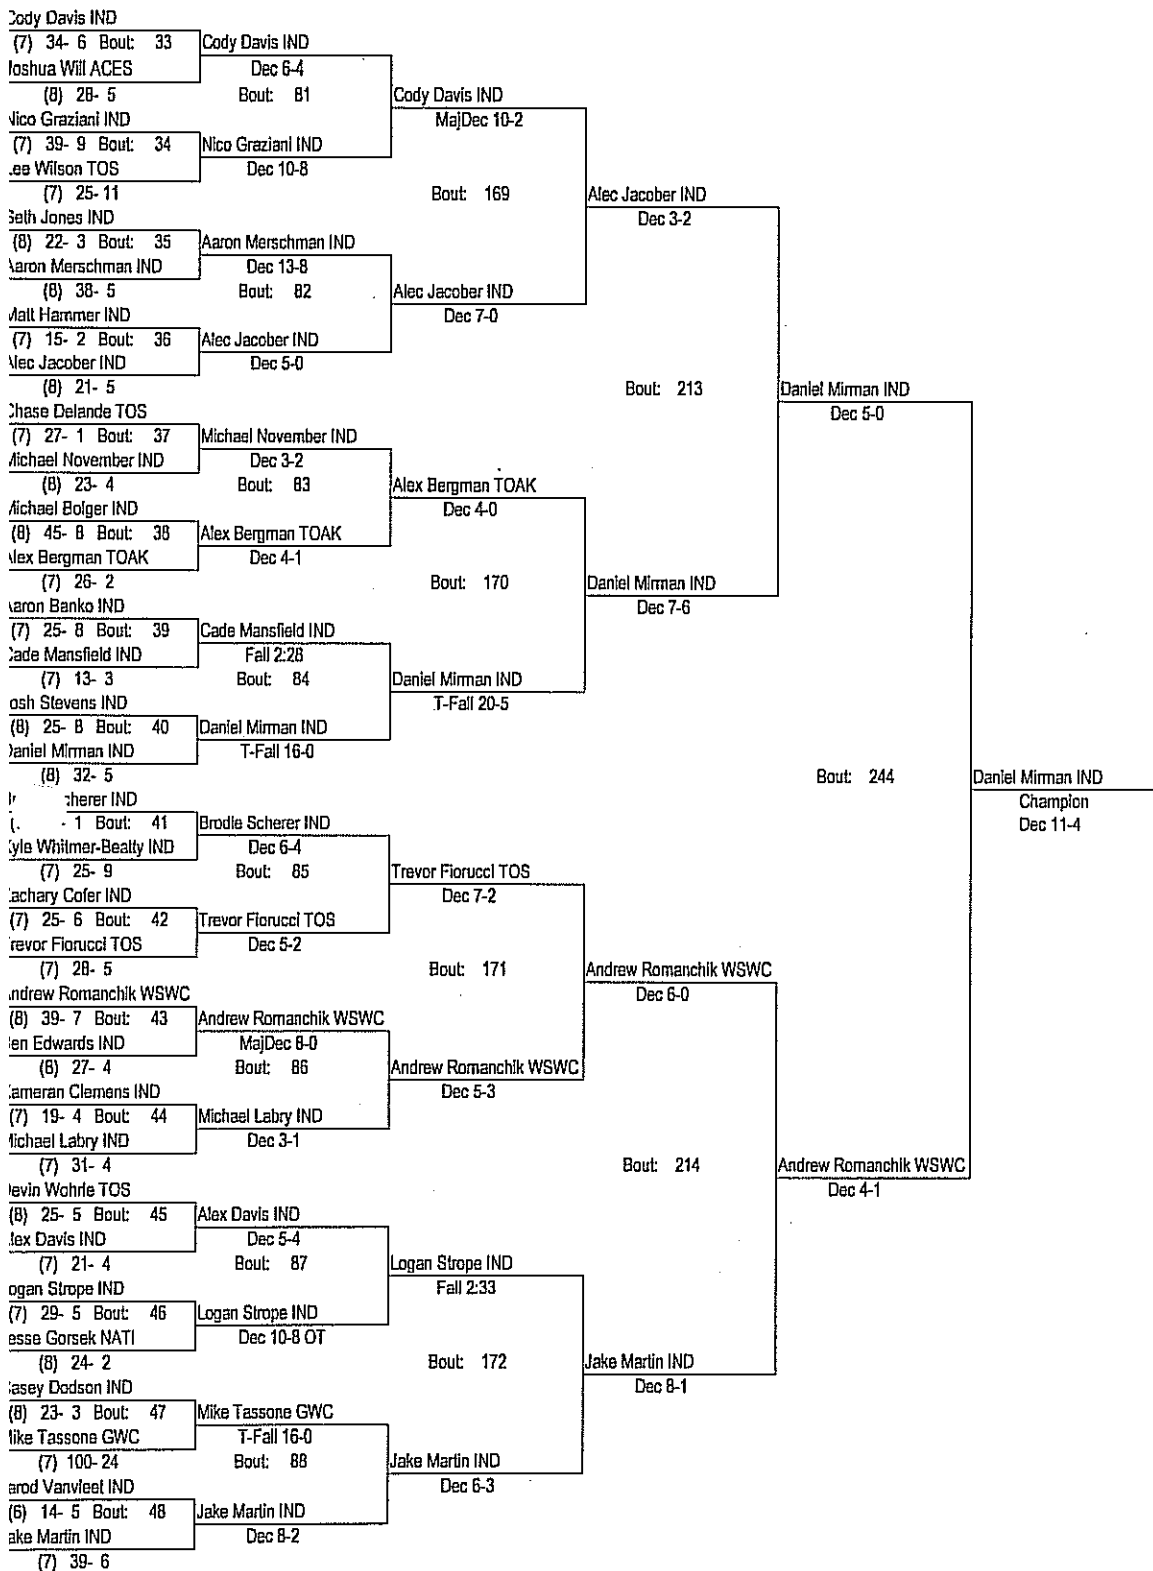 Cody Davis IND
(7) 34- 6 Bout: 33
Joshua Will ACES
(8) 28- 5
Nico Graziani IND
(7) 39- 9 Bout: 34
Lee Wilson TOS
(7) 25- 11
Seth Jones IND
(8) 22- 3 Bout: 35
Aaron Merschman IND
(8) 38- 5
Matt Hammer IND
(7) 15- 2 Bout: 36
Alec Jacober IND
(8) 21- 5
Chase Delande TOS
(7) 27- 1 Bout: 37
Michael November IND
(8) 23- 4
Michael Bolger IND
(8) 45- 8 Bout: 38
Alex Bergman TOAK
(7) 26- 2
Aaron Banko IND
(7) 25- 8 Bout: 39
Cade Mansfield IND
(7) 13- 3
Josh Stevens IND
(8) 25- 8 Bout: 40
Daniel Mirman IND
(8) 32- 5
cherer IND
- 1 Bout: 41
Kyle Whitmer-Beatty IND
(7) 25- 9
Zachary Cofer IND
(7) 25- 6 Bout: 42
Trevor Fiorucci TOS
(7) 28- 5
Andrew Romanchik WSWC
(8) 39- 7 Bout: 43
Ben Edwards IND
(8) 27- 4
Kameran Clemens IND
(7) 19- 4 Bout: 44
Michael Labry IND
(7) 31- 4
Devin Wohrle TOS
(8) 25- 5 Bout: 45
Alex Davis IND
(7) 21- 4
Logan Strope IND
(7) 29- 5 Bout: 46
Jesse Gorsek NATI
(8) 24- 2
Casey Dodson IND
(8) 23- 3 Bout: 47
Mike Tassone GWC
(7) 100- 24
Jarod Vanvleet IND
(6) 14- 5 Bout: 48
Jake Martin IND
(7) 39- 6
Cody Davis IND
Dec 6-4
Bout: 81
Nico Graziani IND
Dec 10-8
Aaron Merschman IND
Dec 13-8
Bout: 82
Alec Jacober IND
Dec 5-0
Michael November IND
Dec 3-2
Bout: 83
Alex Bergman TOAK
Dec 4-1
Cade Mansfield IND
Fall 2:28
Bout: 84
Daniel Mirman IND
T-Fall 16-0
Brodie Scherer IND
Dec 6-4
Bout: 85
Trevor Fiorucci TOS
Dec 5-2
Andrew Romanchik WSWC
MajDec 8-0
Bout: 86
Michael Labry IND
Dec 3-1
Alex Davis IND
Dec 5-4
Bout: 87
Logan Strope IND
Dec 10-8 OT
Mike Tassone GWC
T-Fall 16-0
Bout: 88
Jake Martin IND
Dec 8-2
Cody Davis IND
MajDec 10-2
Bout: 169
Alec Jacober IND
Dec 7-0
Alex Bergman TOAK
Dec 4-0
Bout: 170
Daniel Mirman IND
T-Fall 20-5
Trevor Fiorucci TOS
Dec 7-2
Bout: 171
Andrew Romanchik WSWC
Dec 5-3
Logan Strope IND
Fall 2:33
Bout: 172
Jake Martin IND
Dec 6-3
Alec Jacober IND
Dec 3-2
Bout: 213
Daniel Mirman IND
Dec 7-6
Andrew Romanchik WSWC
Dec 6-0
Bout: 214
Jake Martin IND
Dec 8-1
Daniel Mirman IND
Dec 5-0
Bout: 244
Andrew Romanchik WSWC
Dec 4-1
Daniel Mirman IND
Champion
Dec 11-4